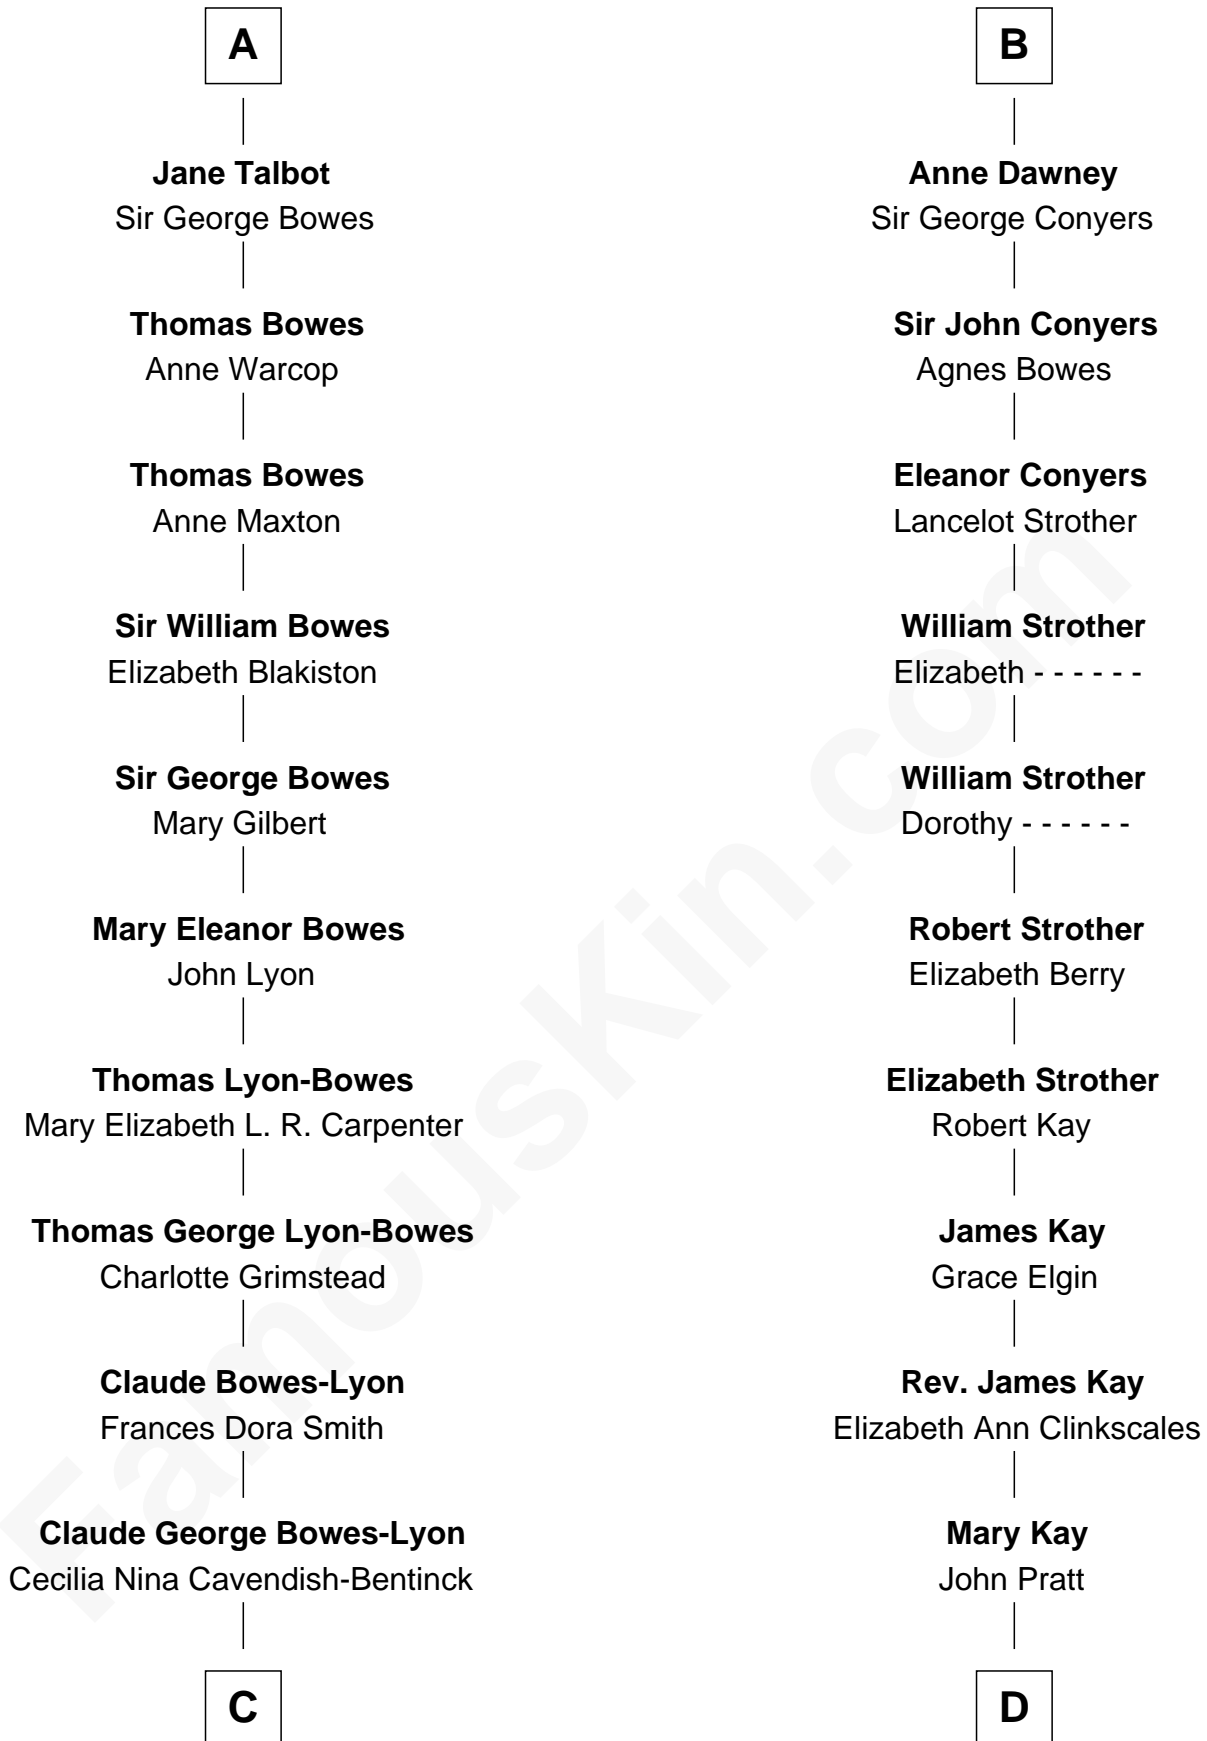 A
Jane Talbot
Sir George Bowes
Thomas Bowes
Anne Warcop
Thomas Bowes
Anne Maxton
Sir William Bowes
Elizabeth Blakiston
Sir George Bowes
Mary Gilbert
Mary Eleanor Bowes
John Lyon
Thomas Lyon-Bowes
Mary Elizabeth L. R. Carpenter
Thomas George Lyon-Bowes
Charlotte Grimstead
Claude Bowes-Lyon
Frances Dora Smith
Claude George Bowes-Lyon
Cecilia Nina Cavendish-Bentinck
C
B
Anne Dawney
Sir George Conyers
Sir John Conyers
Agnes Bowes
Eleanor Conyers
Lancelot Strother
William Strother
Elizabeth - - - - - -
William Strother
Dorothy - - - - - -
Robert Strother
Elizabeth Berry
Elizabeth Strother
Robert Kay
James Kay
Grace Elgin
Rev. James Kay
Elizabeth Ann Clinkscales
Mary Kay
John Pratt
D
FamousKin.com